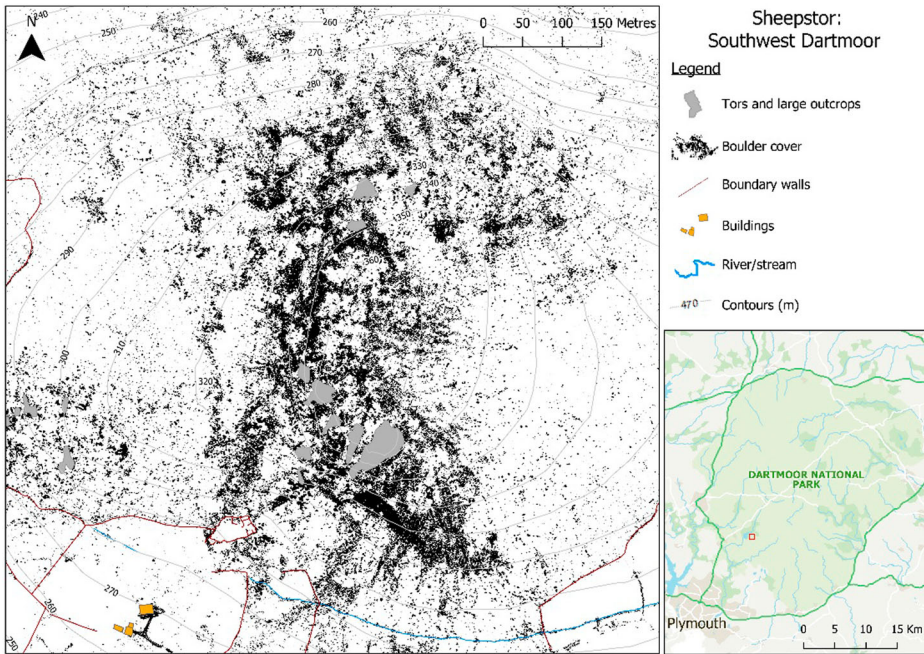 240
250
N
260
270
280
0 50 100 150 Metres
350
360
290
300
310
320
270
260
250
Sheepstor:
Southwest Dartmoor
Legend
Tors and large outcrops
Boulder cover
Boundary walls
Buildings
River/stream
470 Contours (m)
DARTMOOR NATIONAL
PARK
Plymouth
0 5 10 15 Km